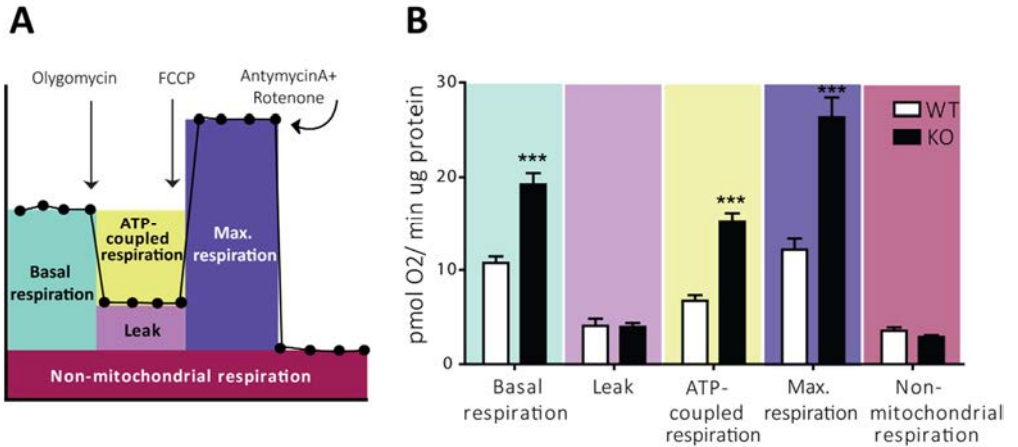 A
Olygomycin
FCCP
AntymycinA+
Rotenone
Basal
respiration
ATP-
coupled
respiration
Leak
Max.
respiration
Non-mitochondrial respiration
B
pmol O2/ min ug protein
30
20
10
0
***
***
***
WT
KO
Basal
respiration
Leak
ATP-
coupled
respiration
Max.
respiration
Non-
mitochondrial
respiration